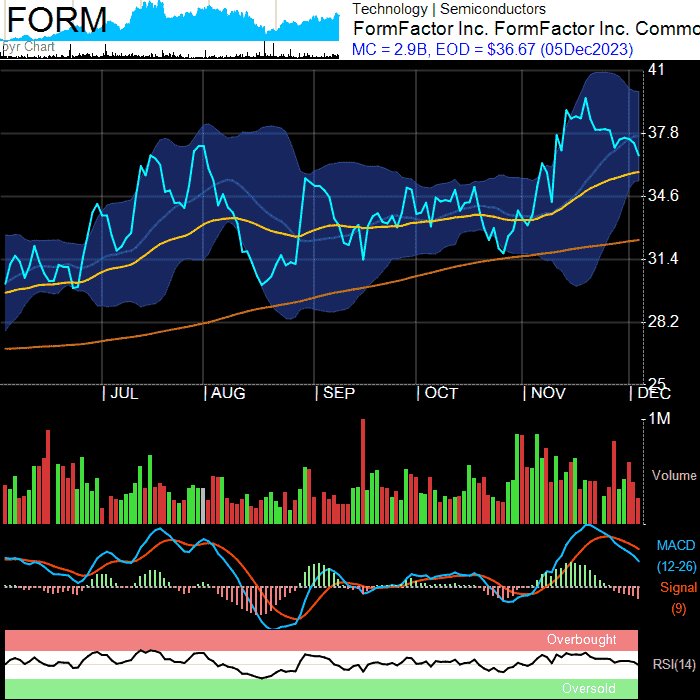 FORM
5yr Chart
Technology | Semiconductors
FormFactor Inc. FormFactor Inc. Commo
MC = 2.9B, EOD = $36.67 (05Dec2023)
41
37.8
34.6
31.4
28.2
25
JUL
AUG
SEP
OCT
NOV
DEC
1M
Volume
MACD
(12-26)
Signal
(9)
Overbought
RSI(14)
Oversold